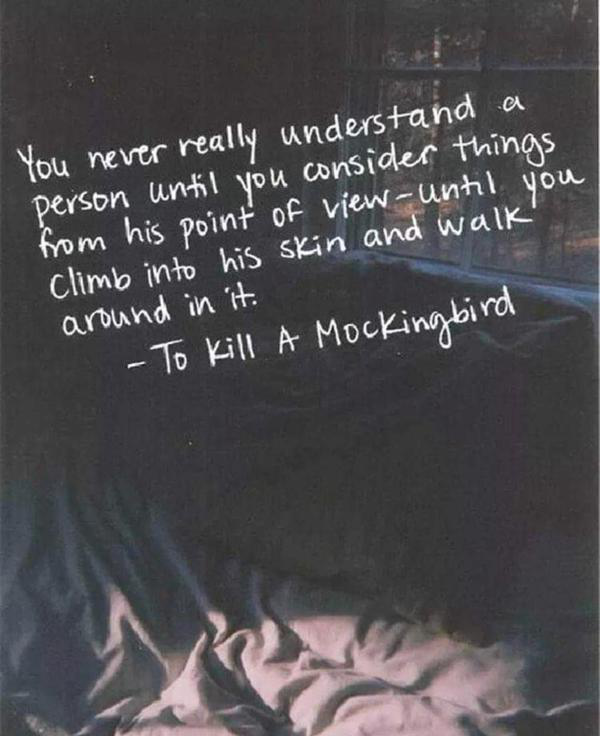 You never really understand a
person until you consider things
from his point of view-until you
climb into his skin and walk
around in it.
- To Kill A Mockingbird